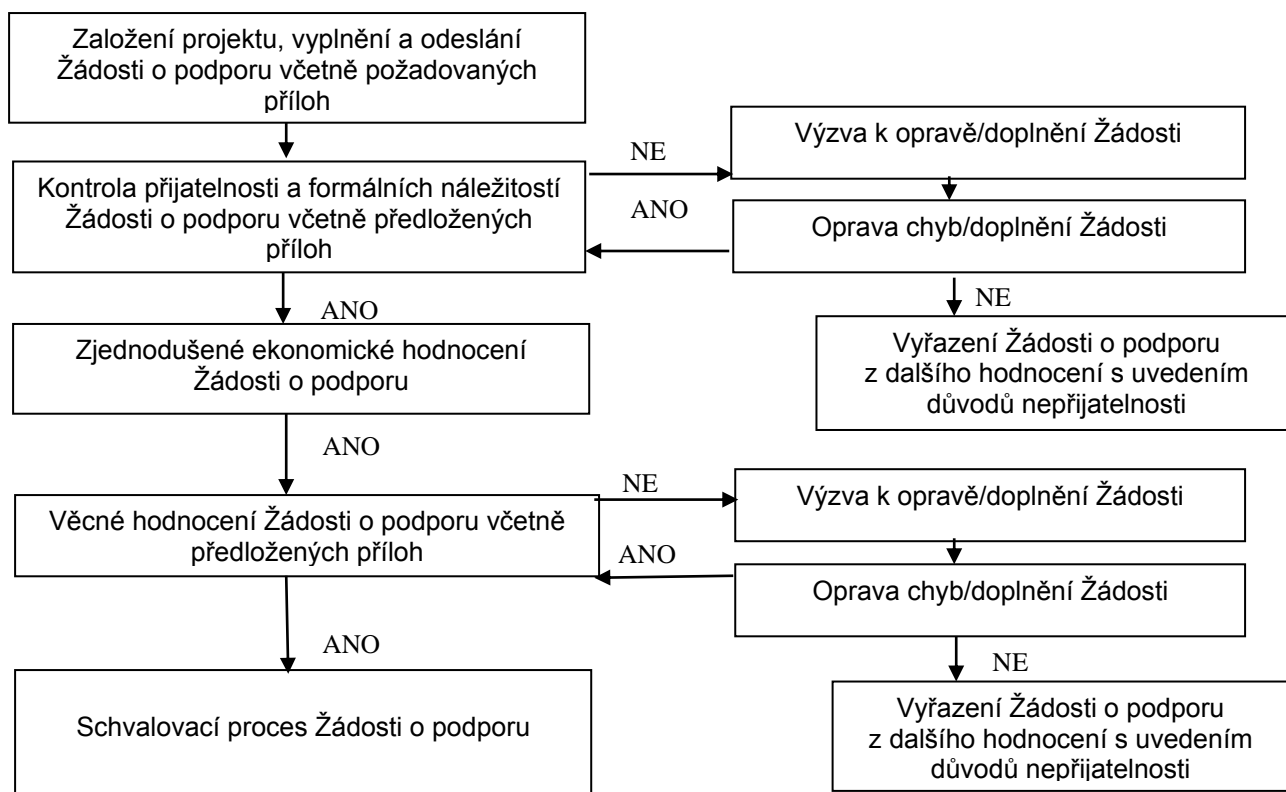 Založení projektu, vyplnění a odeslání
Žádosti o podporu včetně požadovaných
příloh
Výzva k opravě/doplnění Žádosti
NE
Kontrola přijatelnosti a formálních náležitostí
Žádosti o podporu včetně předložených
příloh
ANO
Oprava chyb/doplnění Žádosti
NE
ANO
Vyřazení Žádosti o podporu
z dalšího hodnocení s uvedením
důvodů nepřijatelnosti
Zjednodušené ekonomické hodnocení
Žádosti o podporu
ANO
NE
Výzva k opravě/doplnění Žádosti
Věcné hodnocení Žádosti o podporu včetně
předložených příloh
ANO
Oprava chyb/doplnění Žádosti
ANO
NE
Schvalovací proces Žádosti o podporu
Vyřazení Žádosti o podporu
z dalšího hodnocení s uvedením
důvodů nepřijatelnosti